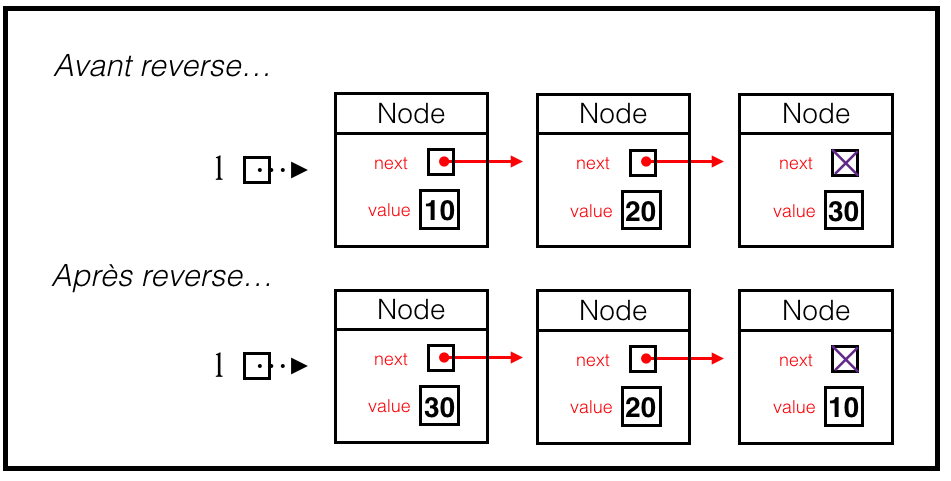 Avant reverse…
Node Node Node
l next next next
value 10 value 20 value 30
Après reverse…
Node Node Node
l next next next
value 30 value 20 value 10